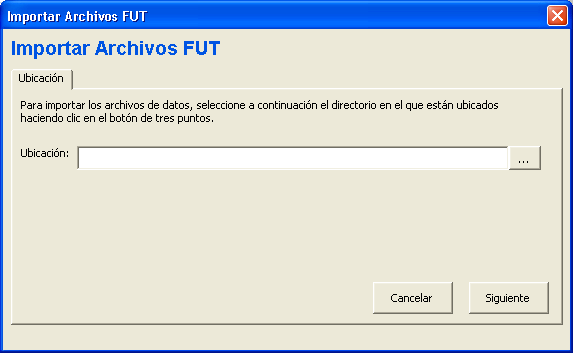 Importar Archivos FUT
Importar Archivos FUT
Ubicación
Para importar los archivos de datos, seleccione a continuación el directorio en el que están ubicados
haciendo clic en el botón de tres puntos.
Ubicación:
...
Cancelar
Siguiente